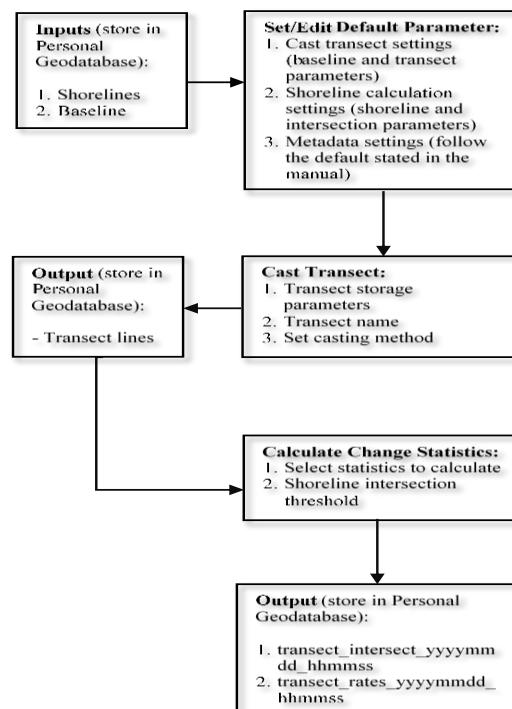 Inputs (store in
Personal
Geodatabase):
1. Shorelines
2. Baseline
Set/Edit Default Parameter:
1. Cast transect settings
(baseline and transect
parameters)
2. Shoreline calculation
settings (shoreline and
intersection parameters)
3. Metadata settings (follow
the default stated in the
manual)
Cast Transect:
1. Transect storage
parameters
2. Transect name
3. Set casting method
Output (store in
Personal
Geodatabase):
- Transect lines
Calculate Change Statistics:
1. Select statistics to calculate
2. Shoreline intersection
threshold
Output (store in Personal
Geodatabase):
1. transect_intersect_yyyymm
dd_hhmmss
2. transect_rates_yyyymmdd_
hhmmss